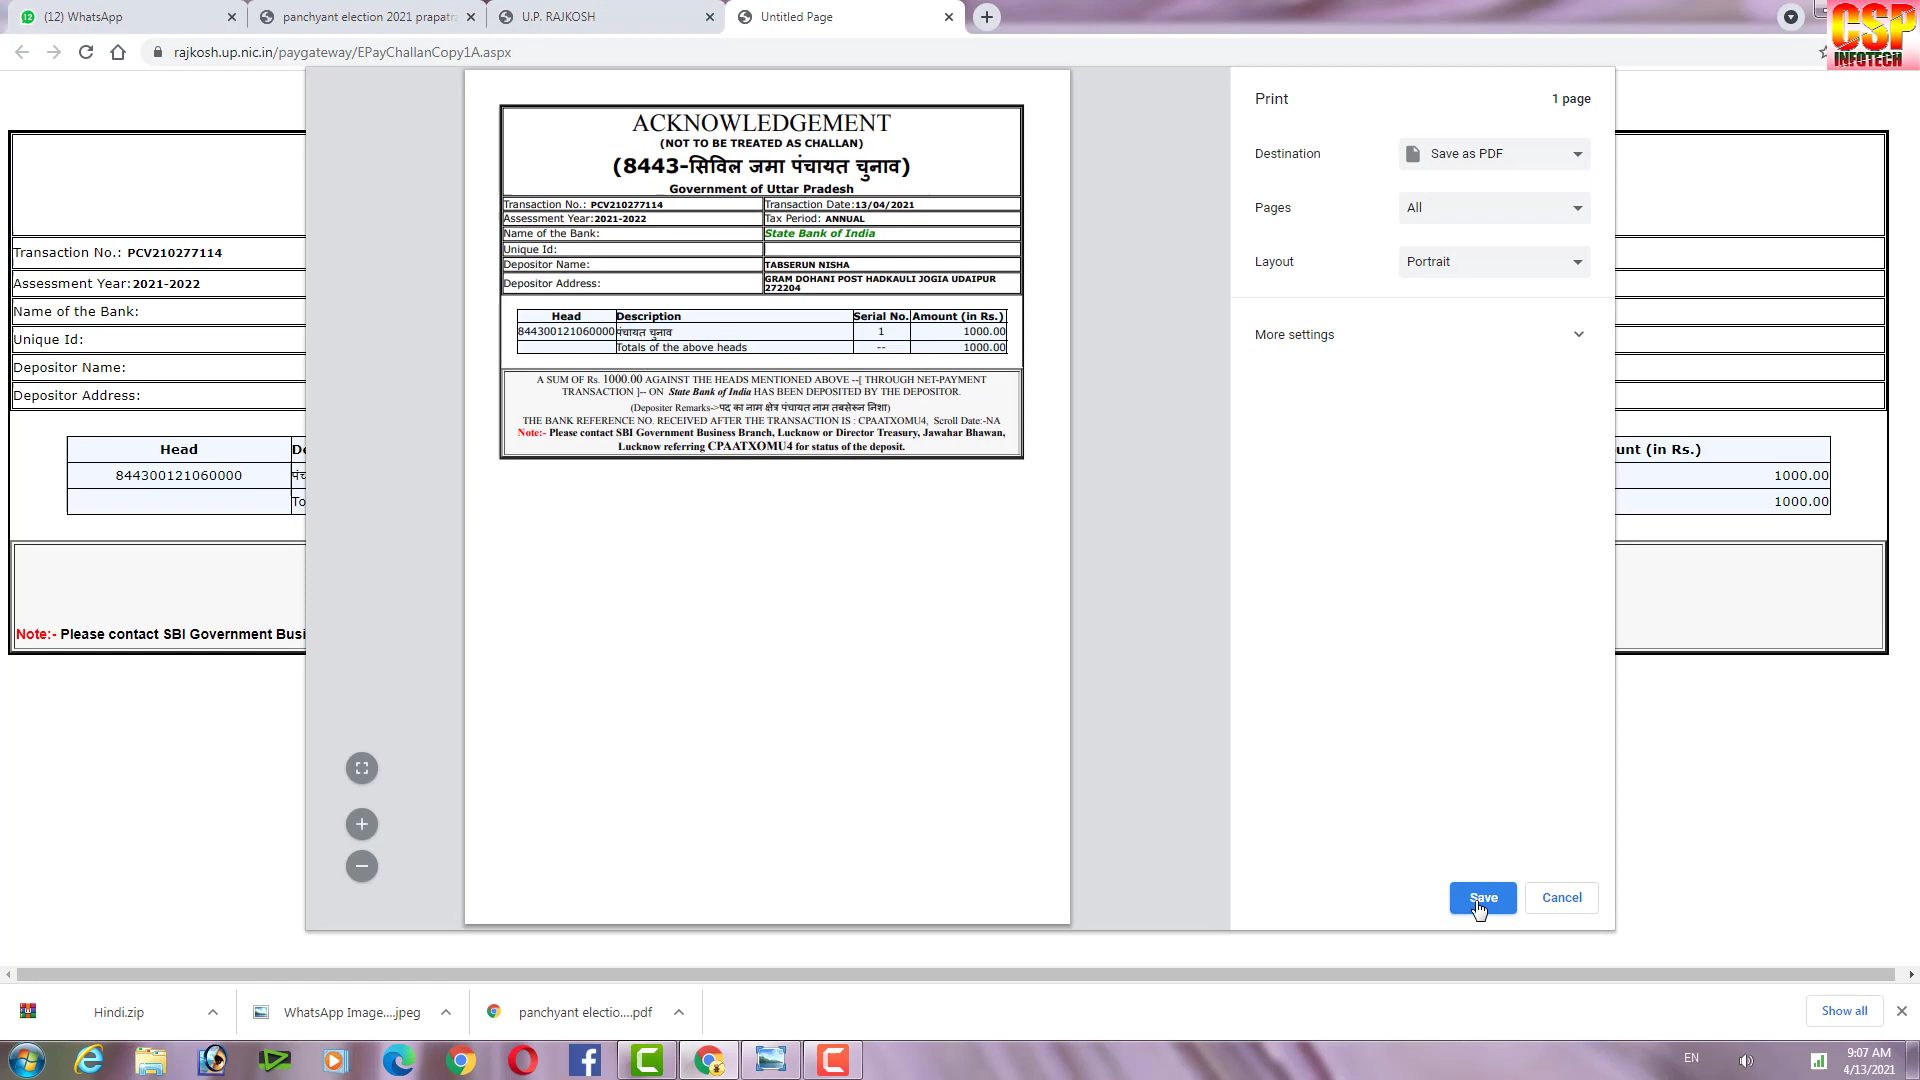 (12) WhatsApp
panchyant election 2021 prapatra
U.P. RAJKOSH
Untitled Page
rajkosh.up.nic.in/paygateway/EPayChallanCopy1A.aspx
CSP
INFOTECH
ACKNOWLEDGEMENT
(NOT TO BE TREATED AS CHALLAN)
(8443-सिविल जमा पंचायत चुनाव)
Government of Uttar Pradesh
Transaction No.: PCV210277114
Transaction Date:13/04/2021
Assessment Year:2021-2022
Tax Period: ANNUAL
Name of the Bank:
State Bank of India
Unique Id:
Depositor Name:
TABSERUN NISHA
Depositor Address:
GRAM DOHANI POST HADKAULI JOGIA UDAIPUR
272204
Head Description Serial No. Amount (in Rs.)
844300121060000 पंचायत चुनाव 1 1000.00
Totals of the above heads -- 1000.00
A SUM OF Rs. 1000.00 AGAINST THE HEADS MENTIONED ABOVE --[ THROUGH NET-PAYMENT
TRANSACTION ]-- ON State Bank of India HAS BEEN DEPOSITED BY THE DEPOSITOR.
(Depositer Remarks->पद का नाम क्षेत्र पंचायत नाम तबसेरून निशा)
THE BANK REFERENCE NO. RECEIVED AFTER THE TRANSACTION IS : CPAATXOMU4, Scroll Date:-NA
Note:- Please contact SBI Government Business Branch, Lucknow or Director Treasury, Jawahar Bhawan,
Lucknow referring CPAATXOMU4 for status of the deposit.
Print
1 page
Destination
Save as PDF
Pages
All
Layout
Portrait
More settings
Save
Cancel
Transaction No.: PCV210277114
Assessment Year:2021-2022
Name of the Bank:
Unique Id:
Depositor Name:
Depositor Address:
Head
844300121060000
unt (in Rs.)
1000.00
1000.00
Note:- Please contact SBI Government Busi
Hindi.zip
WhatsApp Image....jpeg
panchyant electio....pdf
Show all
EN
9:07 AM
4/13/2021